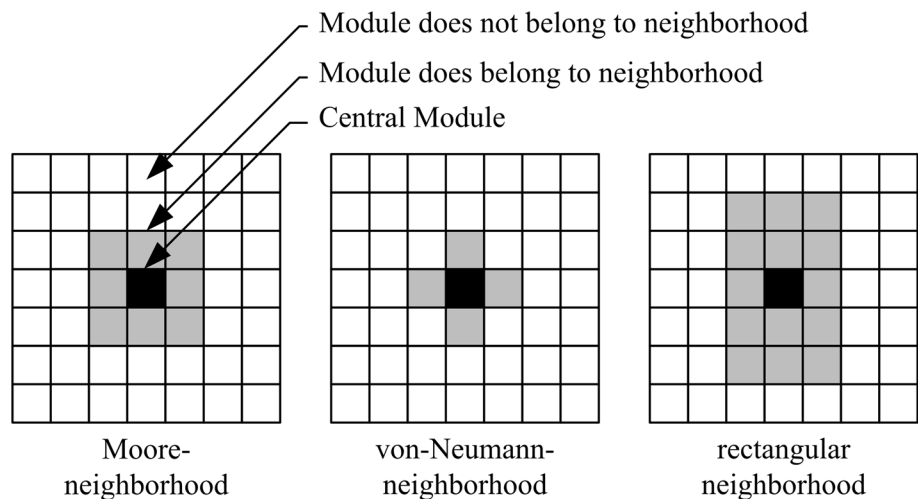 Module does not belong to neighborhood
Module does belong to neighborhood
Central Module
Moore-
neighborhood
von-Neumann-
neighborhood
rectangular
neighborhood